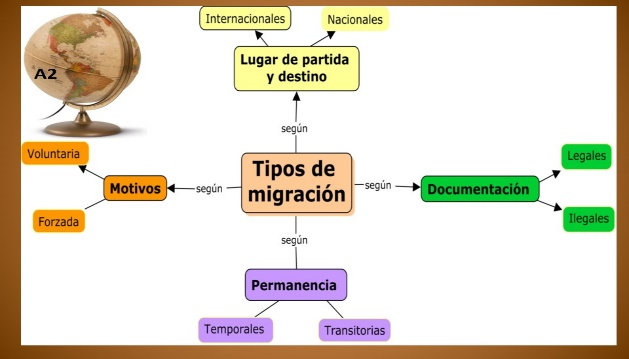 Internacionales
Nacionales
Lugar de partida
y destino
A2
según
Voluntaria
Legales
Tipos de
migración
Motivos
según
según
Documentación
Forzada
Ilegales
según
Permanencia
Temporales
Transitorias